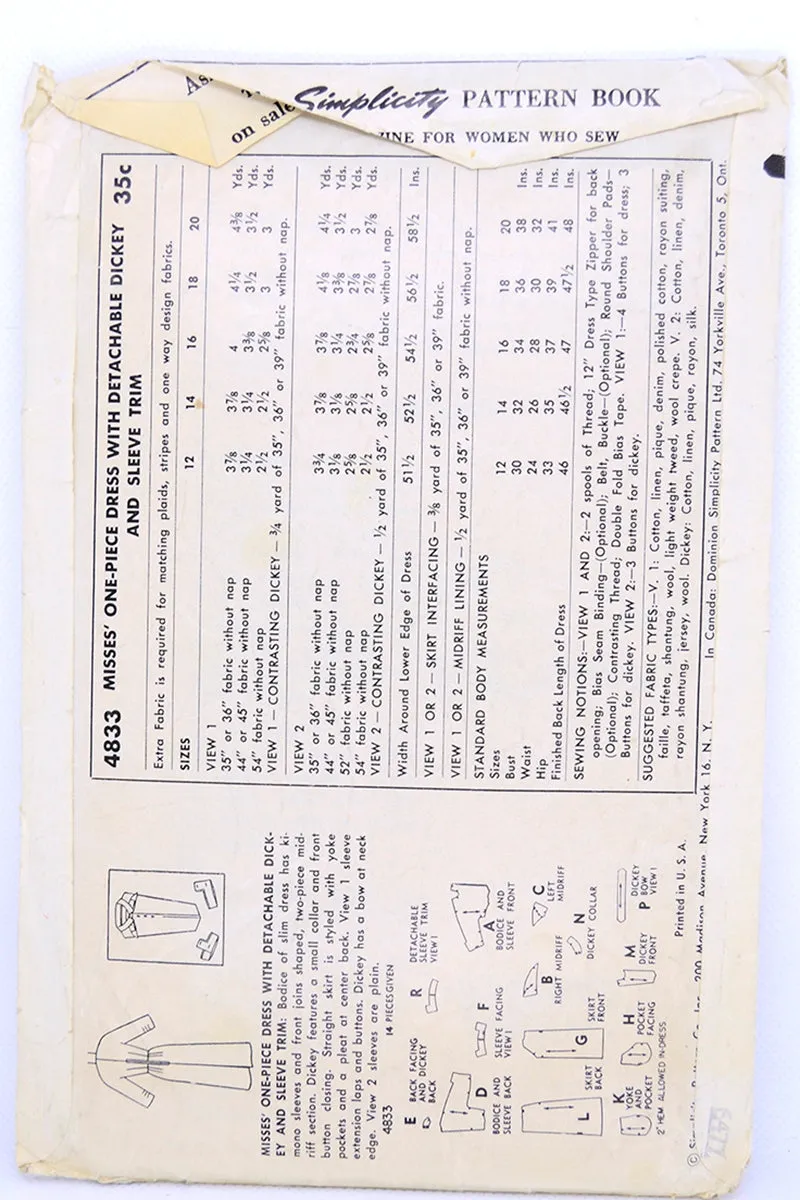 on sale
Simplicity PATTERN BOOK
ZINE FOR WOMEN WHO SEW
4833 MISSES' ONE-PIECE DRESS WITH DETACHABLE DICKEY 35c
AND SLEEVE TRIM
Extra Fabric is required for matching plaids, stripes and one way design fabrics.
SIZES 12 14 16 18 20
VIEW 1
35" or 36" fabric without nap 3⅞ 3⅞ 4 4¼ 4⅜ Yds.
44" or 45" fabric without nap 3¼ 3¼ 3⅜ 3½ 3½ Yds.
54" fabric without nap 2½ 2½ 2⅝ 3 3 Yds.
VIEW 1 — CONTRASTING DICKEY — ¾ yard of 35", 36" or 39" fabric without nap.
VIEW 2
35" or 36" fabric without nap 3¾ 3⅞ 3⅞ 4⅛ 4¼ Yds.
44" or 45" fabric without nap 3⅛ 3⅛ 3¼ 3⅜ 3½ Yds.
52" fabric without nap 2⅝ 2⅝ 2¾ 2⅞ 3 Yds.
54" fabric without nap 2½ 2½ 2⅝ 2⅞ 2⅞ Yds.
VIEW 2 — CONTRASTING DICKEY — ½ yard of 35", 36" or 39" fabric without nap.
Width Around Lower Edge of Dress 51½ 52½ 54½ 56½ 58½ Ins.
VIEW 1 OR 2 — SKIRT INTERFACING — ⅜ yard of 35", 36" or 39" fabric.
VIEW 1 OR 2 — MIDRIFF LINING — ½ yard of 35", 36" or 39" fabric without nap.
STANDARD BODY MEASUREMENTS
Sizes 12 14 16 18 20
Bust 30 32 34 36 38 Ins.
Waist 24 26 28 30 32 Ins.
Hip 33 35 37 39 41 Ins.
Finished Back Length of Dress 46 46½ 47 47½ 48 Ins.
SEWING NOTIONS:—VIEW 1 AND 2:—2 spools of Thread; 12" Dress Type Zipper for back
opening; Bias Seam Binding—(Optional); Belt, Buckle—(Optional); Round Shoulder Pads—
(Optional); Contrasting Thread; Double Fold Bias Tape. VIEW 1:—4 Buttons for dress; 3
Buttons for dickey. VIEW 2:—3 Buttons for dickey.
SUGGESTED FABRIC TYPES:—V. 1: Cotton, linen, pique, denim, polished cotton, rayon suiting,
faille, taffeta, shantung, wool, light weight tweed, wool crepe. V. 2: Cotton, linen, denim,
rayon shantung, jersey, wool. Dickey: Cotton, linen, pique, rayon, silk.
MISSES' ONE-PIECE DRESS WITH DETACHABLE DICK-
EY AND SLEEVE TRIM: Bodice of slim dress has ki-
mono sleeves and front joins shaped, two-piece mid-
riff section. Dickey features a small collar and front
button closing. Straight skirt is styled with yoke
pockets and a pleat at center back. View 1 sleeve
extension laps and buttons. Dickey has a bow at neck
edge. View 2 sleeves are plain.
4833 14 PIECES GIVEN
E BACK FACING AND DICKEY BACK
R DETACHABLE SLEEVE TRIM VIEW 1
D BODICE AND SLEEVE BACK
F SLEEVE FACING VIEW 1
A BODICE AND SLEEVE FRONT
L SKIRT BACK
G SKIRT FRONT
B RIGHT MIDRIFF
C LEFT MIDRIFF
N DICKEY COLLAR
K YOKE AND POCKET
H POCKET FACING
M DICKEY FRONT
P DICKEY BOW VIEW 1
2" HEM ALLOWED IN DRESS
Printed in U. S. A.
© Simplicity Pattern Co. Inc. 200 Madison Avenue, New York 16, N. Y. In Canada: Dominion Simplicity Pattern Ltd. 74 Yorkville Ave., Toronto 5, Ont.